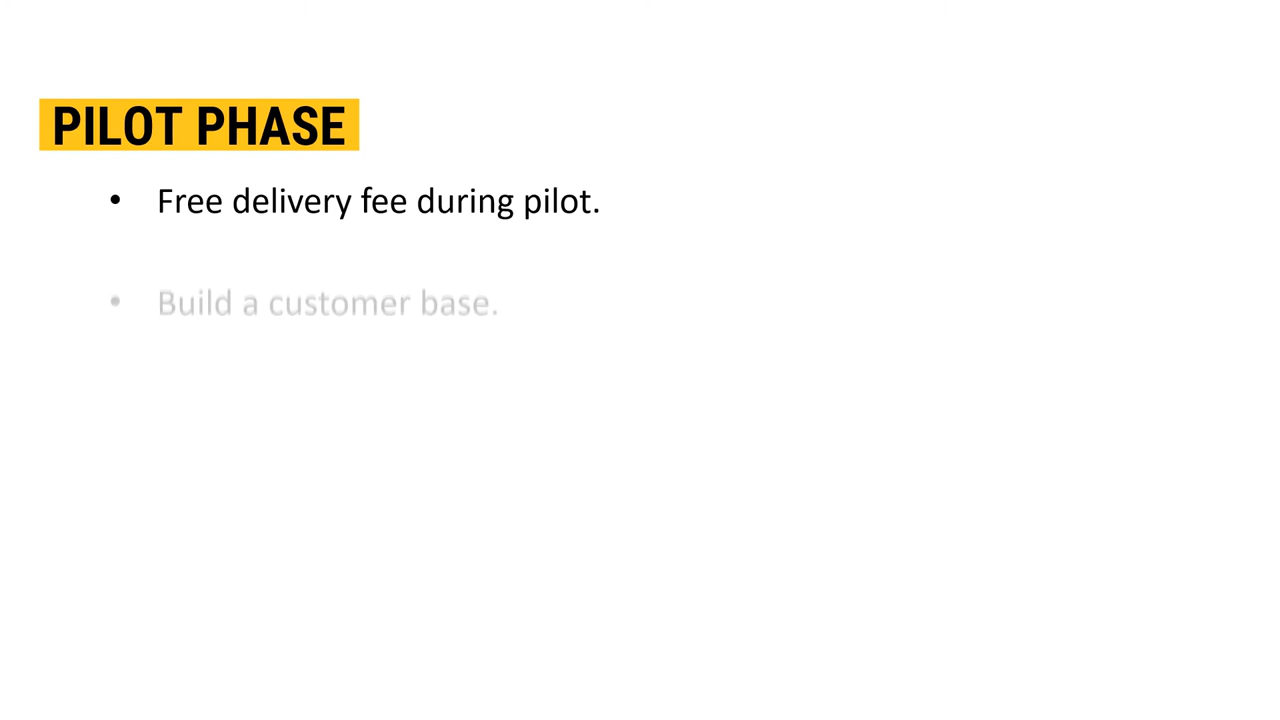 PILOT PHASE
• Free delivery fee during pilot.
• Build a customer base.